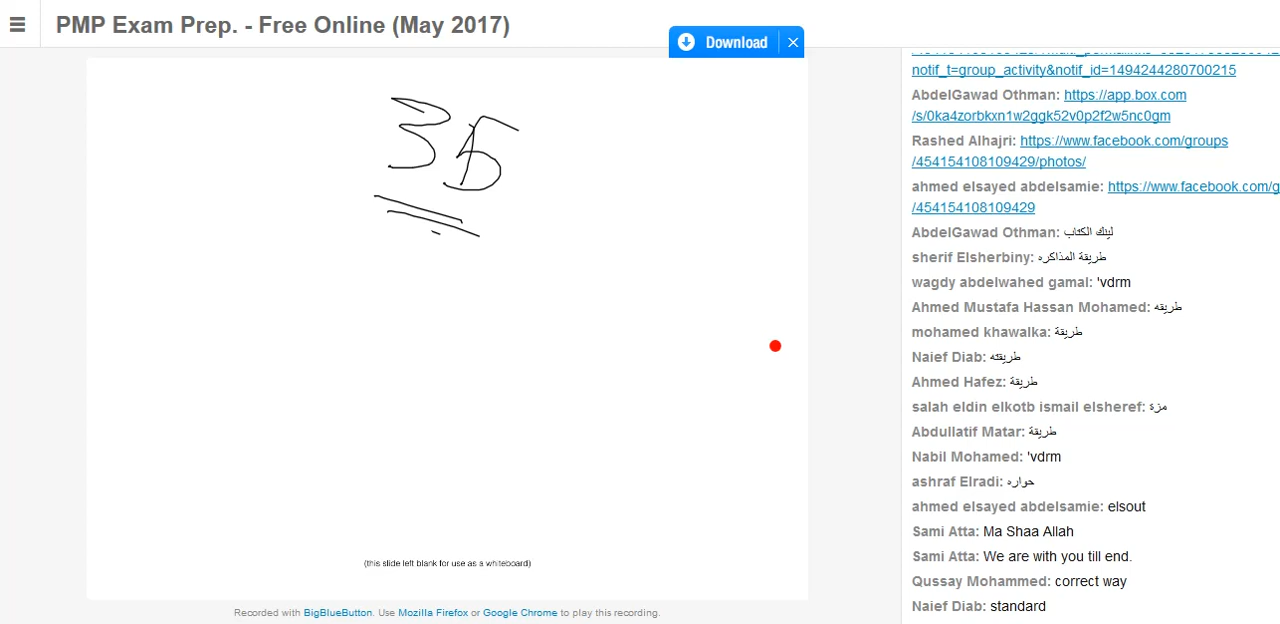 PMP Exam Prep. - Free Online (May 2017)
Download
35
(this slide left blank for use as a whiteboard)
Recorded with BigBlueButton. Use Mozilla Firefox or Google Chrome to play this recording.
notif_t=group_activity&notif_id=1494244280700215
AbdelGawad Othman: https://app.box.com
/s/0ka4zorbkxn1w2ggk52v0p2f2w5nc0gm
Rashed Alhajri: https://www.facebook.com/groups
/454154108109429/photos/
ahmed elsayed abdelsamie: https://www.facebook.com/g
/454154108109429
AbdelGawad Othman: لينك الكتاب
sherif Elsherbiny: طريقة المذاكره
wagdy abdelwahed gamal: 'vdrm
Ahmed Mustafa Hassan Mohamed: طريقه
mohamed khawalka: طريقة
Naief Diab: طريقته
Ahmed Hafez: طريقة
salah eldin elkotb ismail elsheref: مزة
Abdullatif Matar: طريقة
Nabil Mohamed: 'vdrm
ashraf Elradi: حواره
ahmed elsayed abdelsamie: elsout
Sami Atta: Ma Shaa Allah
Sami Atta: We are with you till end.
Qussay Mohammed: correct way
Naief Diab: standard